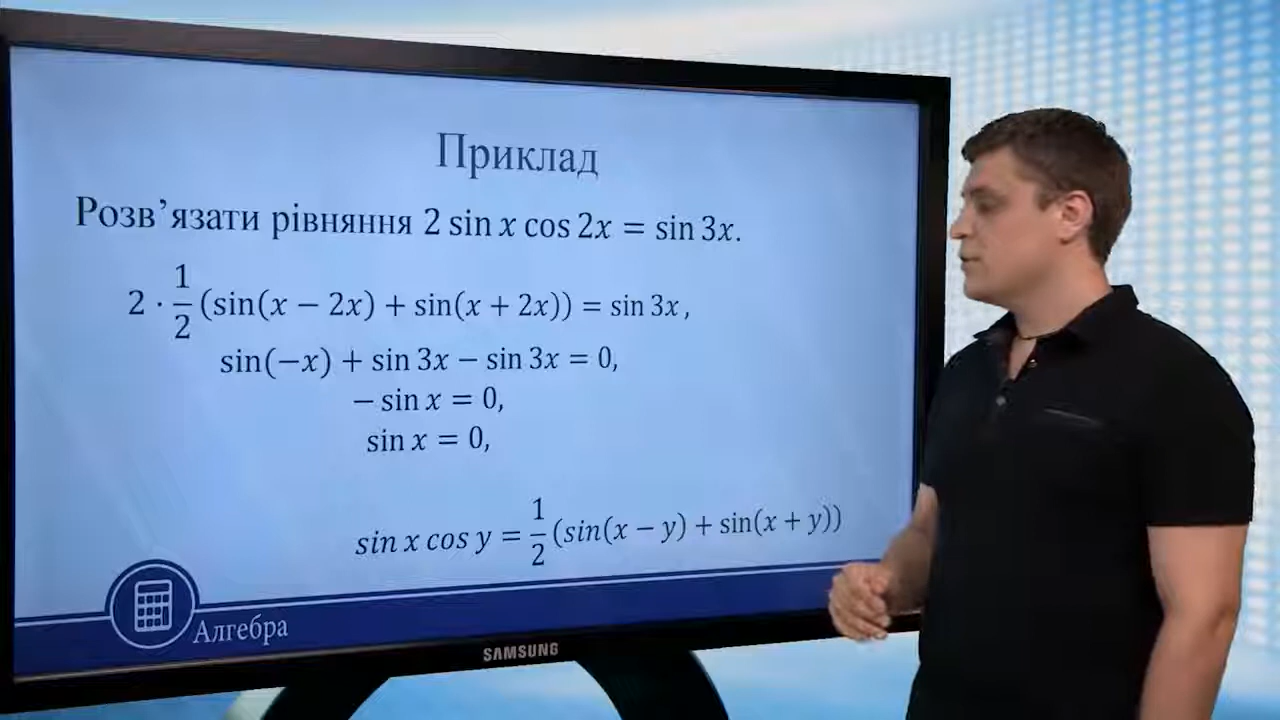 Приклад
Розв’язати рівняння 2 sin x cos 2x = sin 3x.
2 · 1/2 (sin(x − 2x) + sin(x + 2x)) = sin 3x ,
sin(−x) + sin 3x − sin 3x = 0,
− sin x = 0,
sin x = 0,
sin x cos y = 1/2 (sin(x − y) + sin(x + y))
Алгебра
SAMSUNG